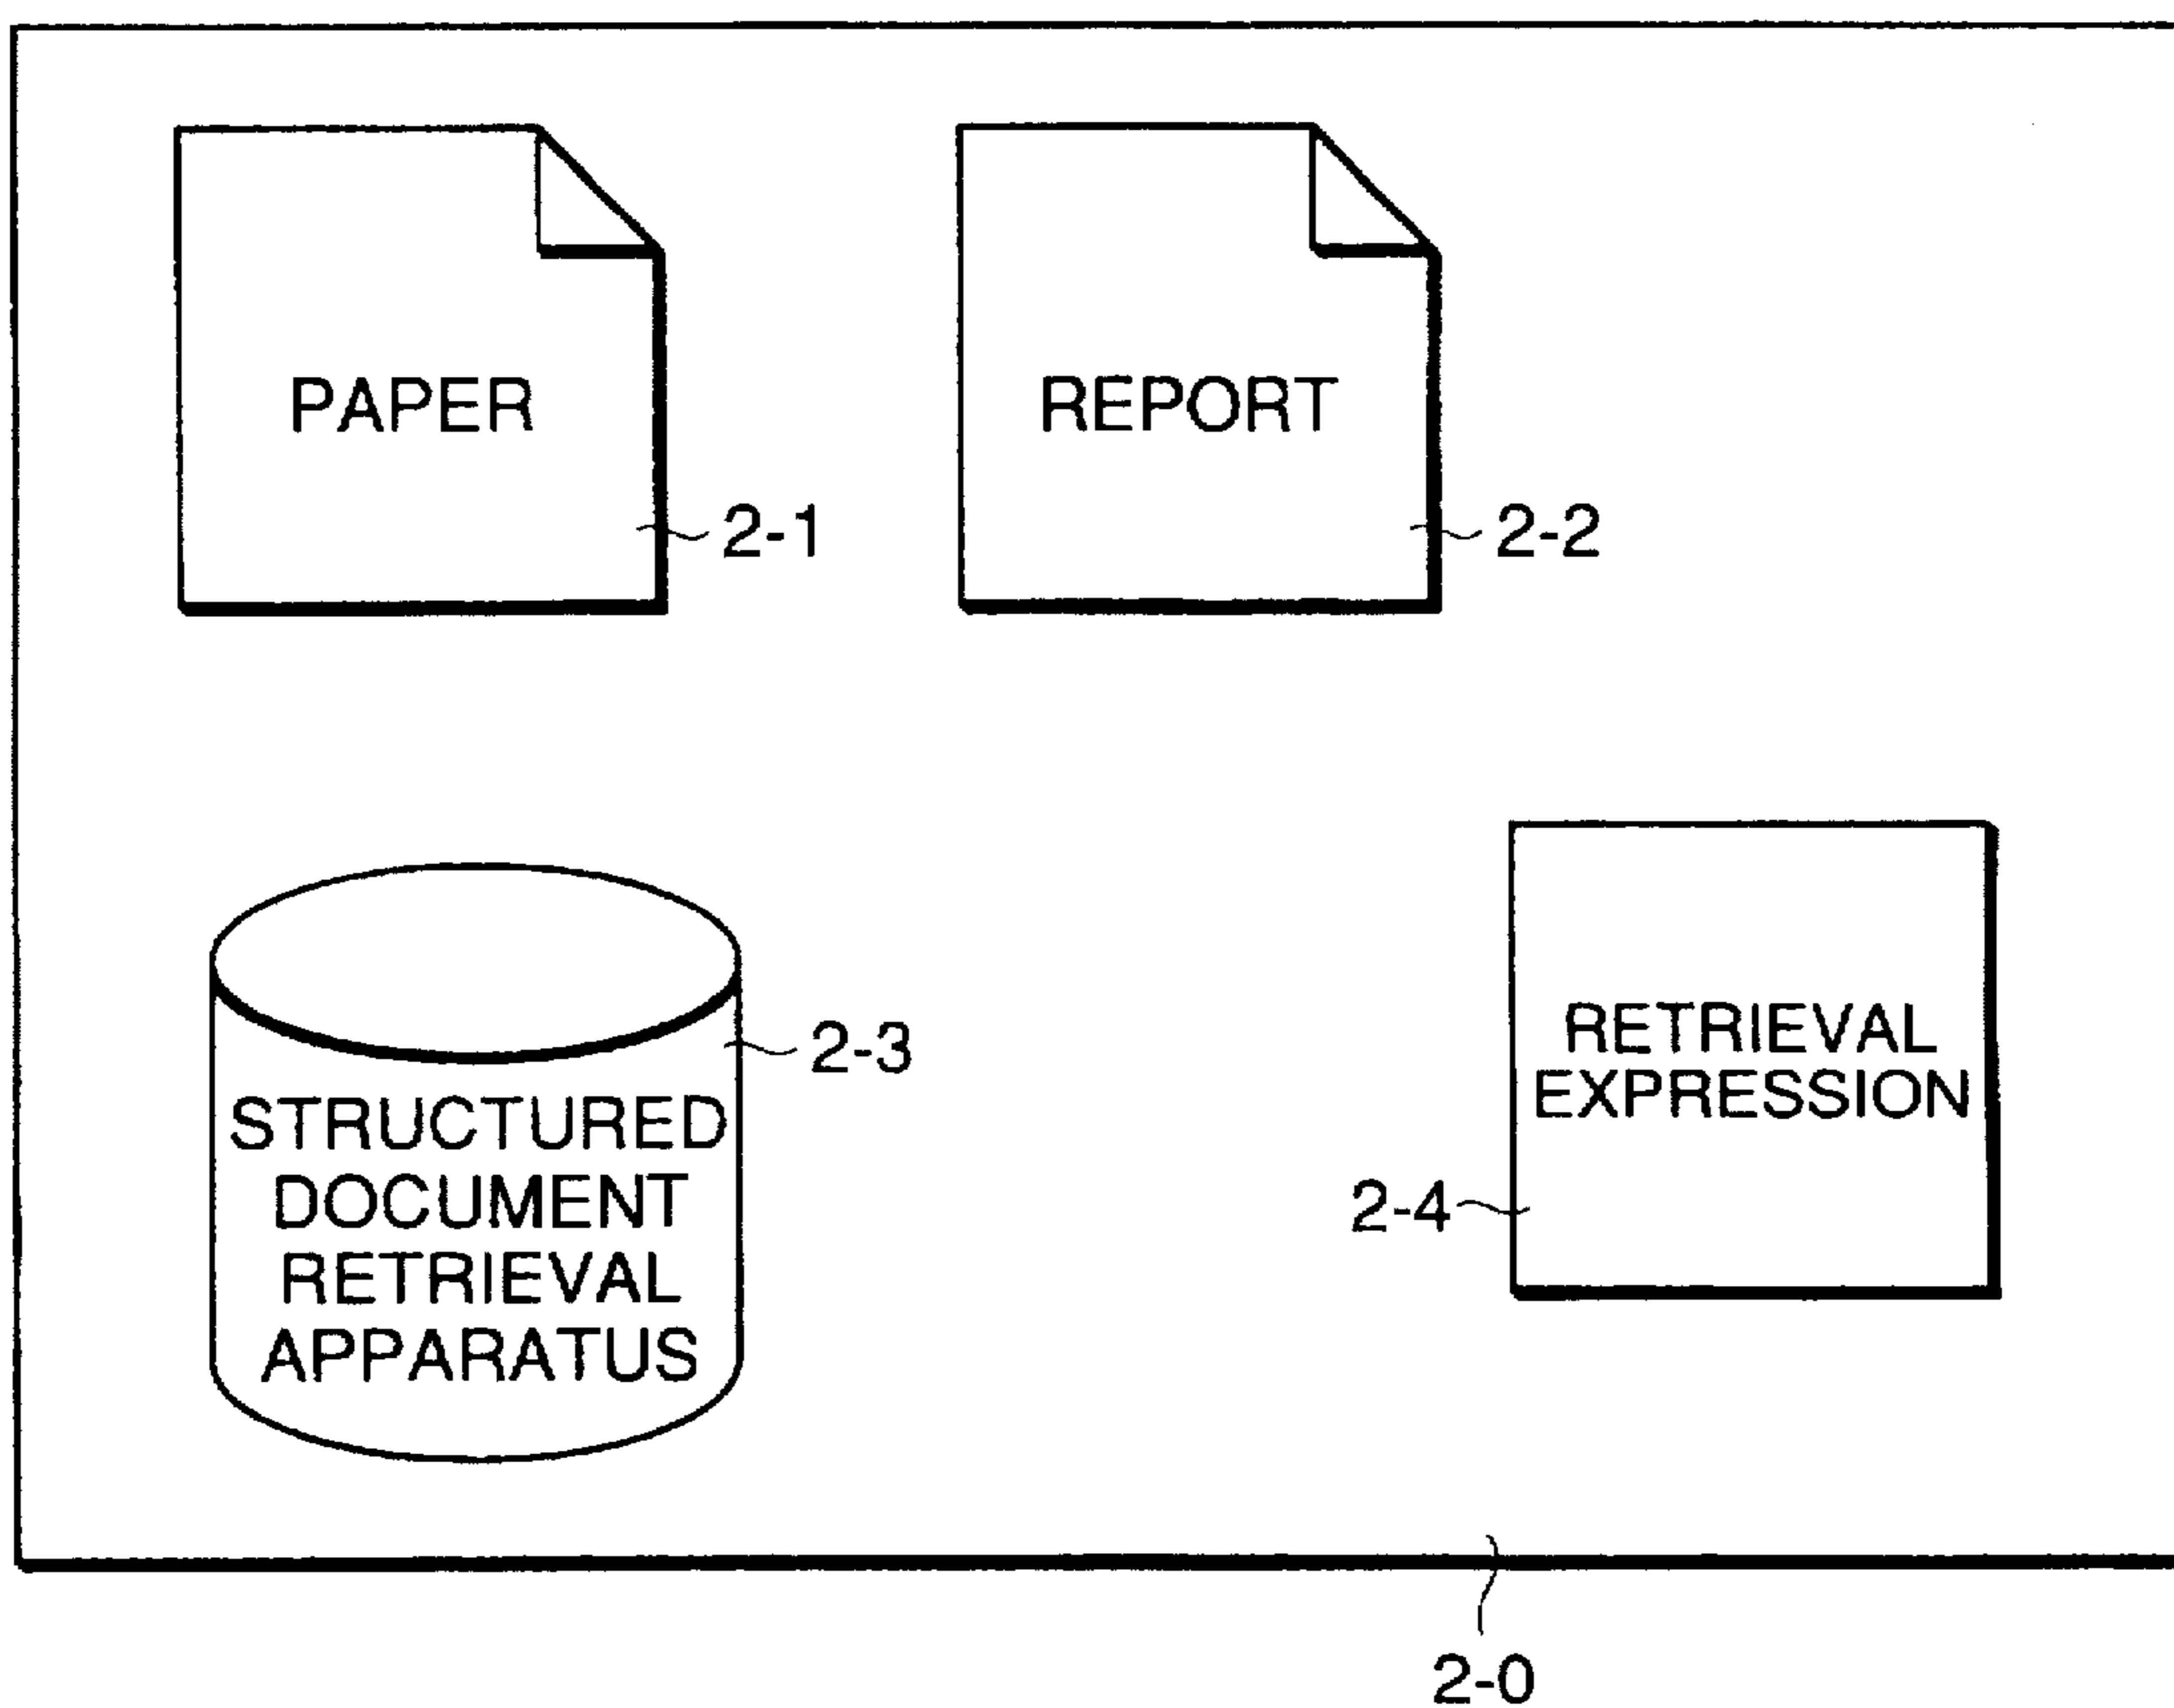 PAPER
2-1
REPORT
2-2
2-3
STRUCTURED
DOCUMENT
RETRIEVAL
APPARATUS
RETRIEVAL
EXPRESSION
2-4
2-0